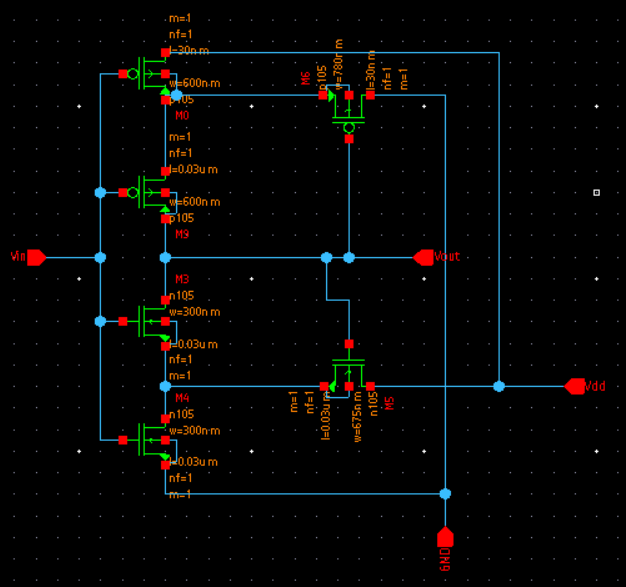 m=1
nf=1
l=30n m
w=600n m
p105
M0
M6
p105
w=780n m
l=30n m
nf=1
m=1
m=1
nf=1
l=0.03u m
w=600n m
p105
M9
Vin
Vout
M3
n105
w=300n m
l=0.03u m
nf=1
m=1
M4
n105
w=300n m
l=0.03u m
nf=1
m=1
m=1
nf=1
l=0.03u m
w=675n m
n105
M5
Vdd
GND